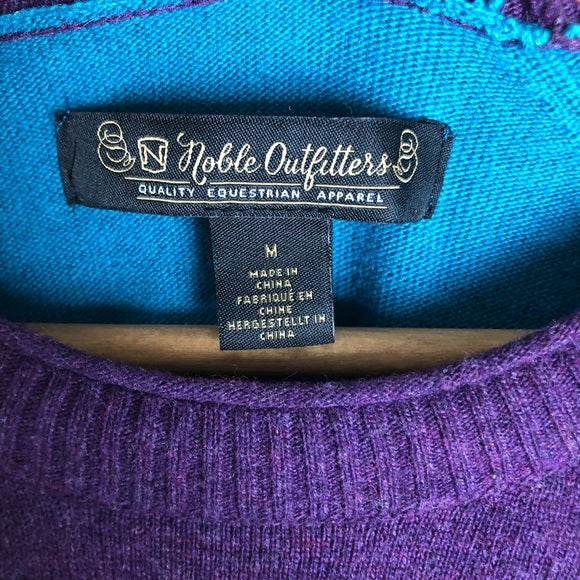 N Noble Outfitters
QUALITY EQUESTRIAN APPAREL
M
MADE IN
CHINA
FABRIQUE EN
CHINE
HERGESTELLT IN
CHINA